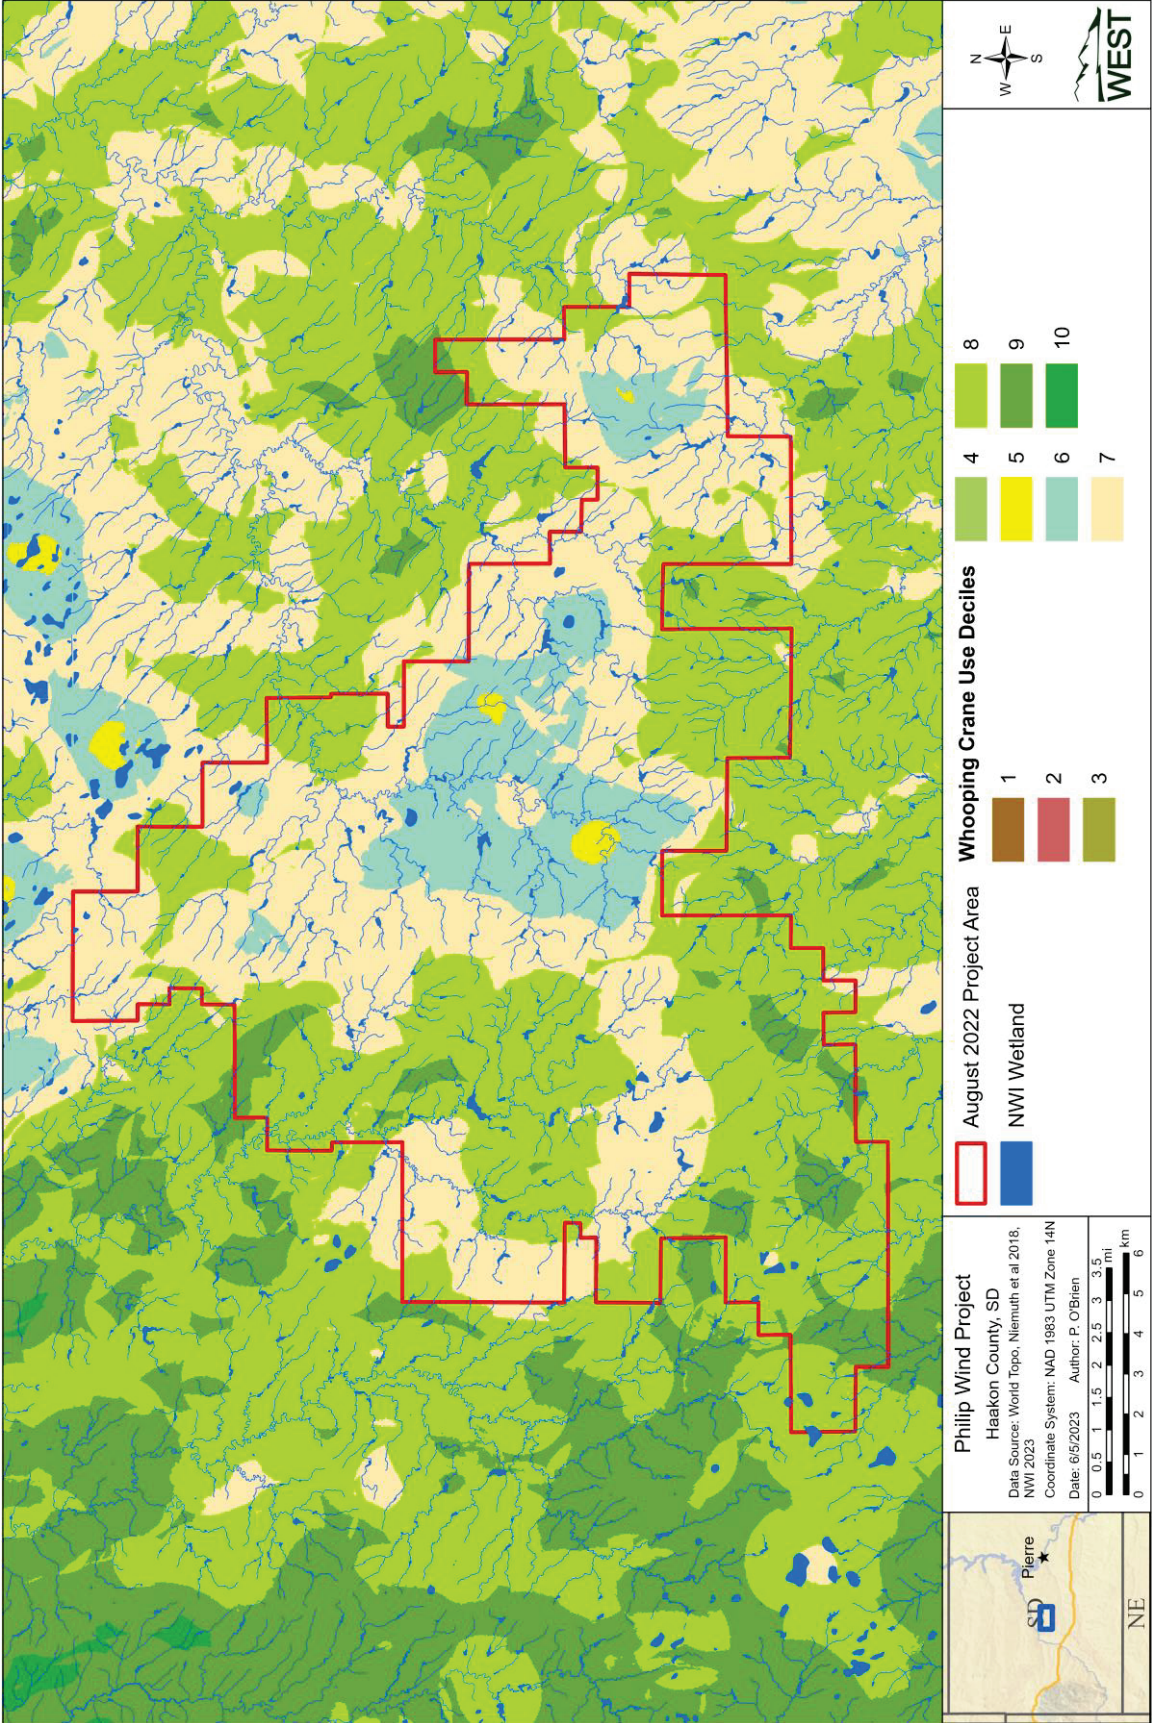 Philip Wind Project
Haakon County, SD
Data Source: World Topo, Niemuth et al 2018,
NWI 2023
Coordinate System: NAD 1983 UTM Zone 14N
Date: 6/5/2023 Author: P. O'Brien
0 0.5 1 1.5 2 2.5 3 3.5
mi
km
0 1 2 3 4 5 6
SD
Pierre
NE
August 2022 Project Area
NWI Wetland
Whooping Crane Use Deciles
1
2
3
4
5
6
7
8
9
10
N
W E
S
WEST